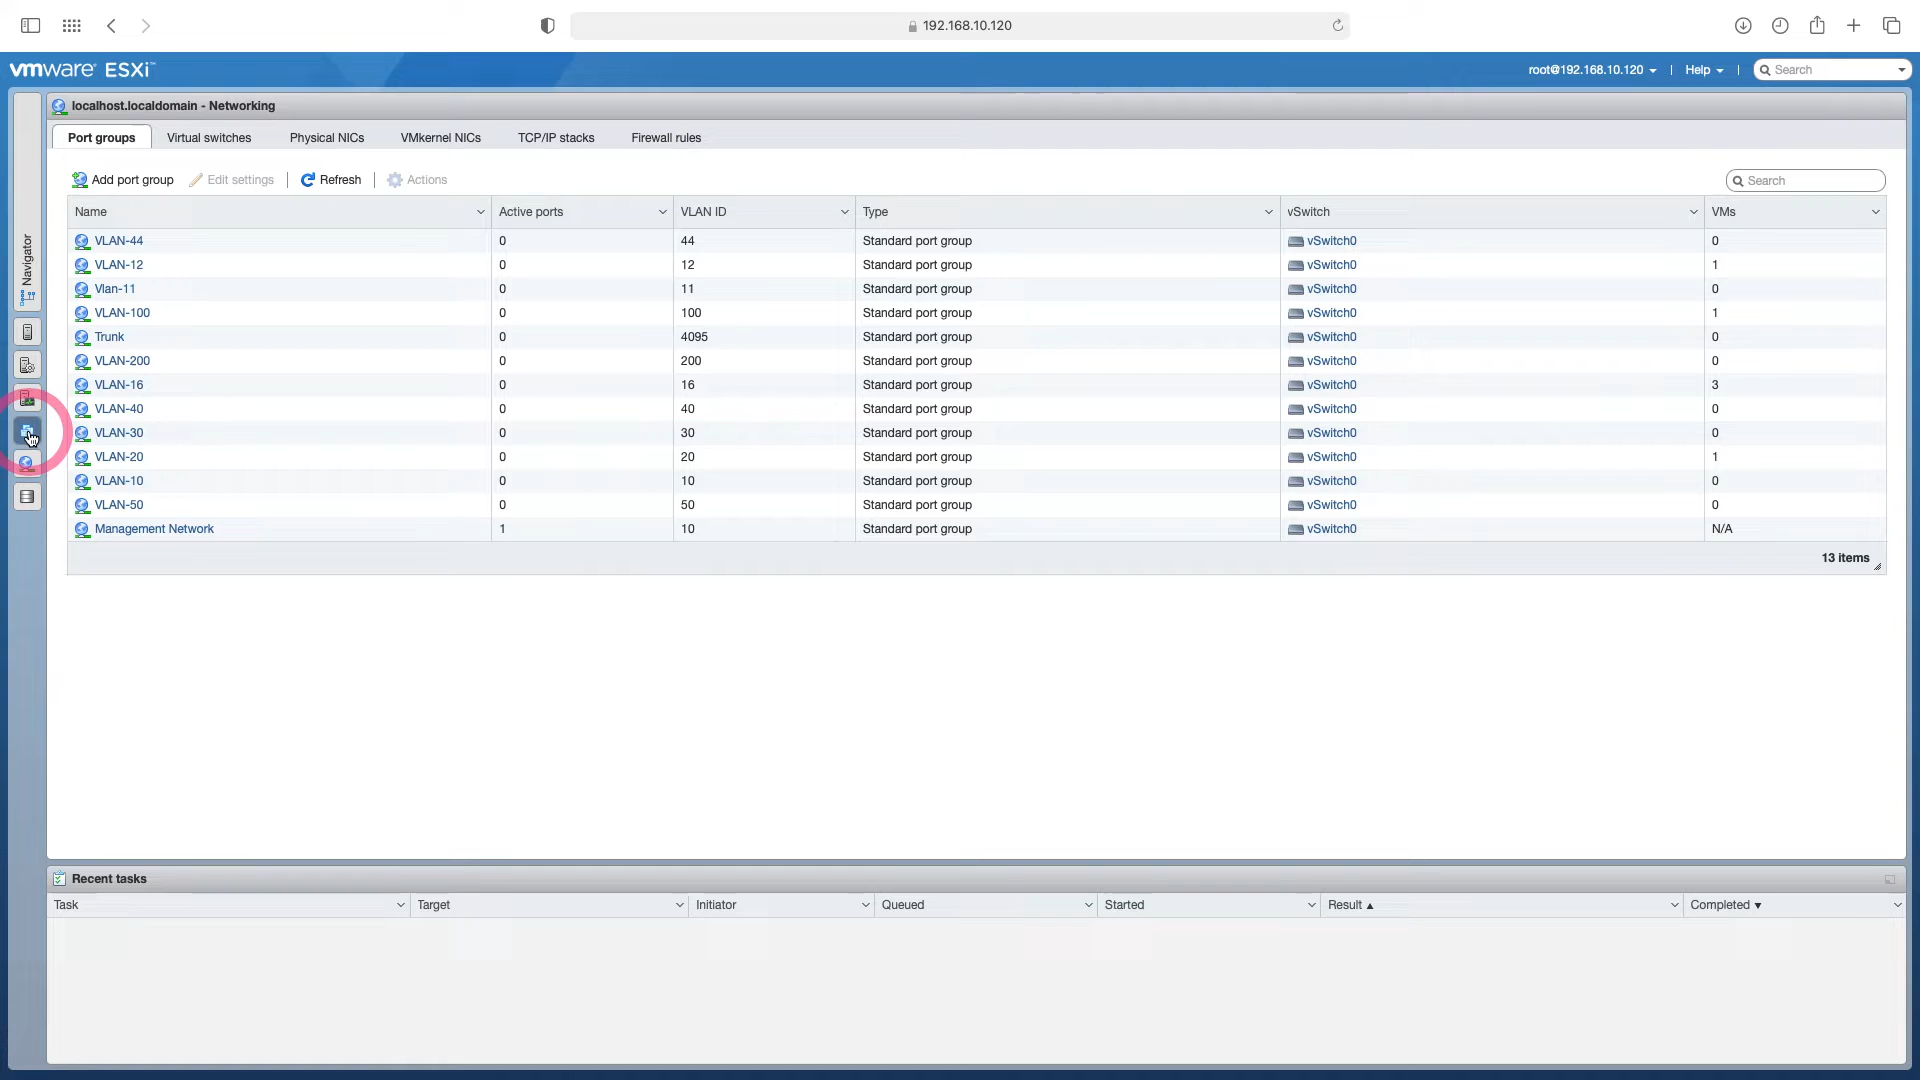 192.168.10.120
vmware ESXi™
root@192.168.10.120 | Help | Search
Navigator
localhost.localdomain - Networking
Port groups Virtual switches Physical NICs VMkernel NICs TCP/IP stacks Firewall rules
Add port group Edit settings | Refresh | Actions Search
Name Active ports VLAN ID Type vSwitch VMs
VLAN-44 0 44 Standard port group vSwitch0 0
VLAN-12 0 12 Standard port group vSwitch0 1
Vlan-11 0 11 Standard port group vSwitch0 0
VLAN-100 0 100 Standard port group vSwitch0 1
Trunk 0 4095 Standard port group vSwitch0 0
VLAN-200 0 200 Standard port group vSwitch0 0
VLAN-16 0 16 Standard port group vSwitch0 3
VLAN-40 0 40 Standard port group vSwitch0 0
VLAN-30 0 30 Standard port group vSwitch0 0
VLAN-20 0 20 Standard port group vSwitch0 1
VLAN-10 0 10 Standard port group vSwitch0 0
VLAN-50 0 50 Standard port group vSwitch0 0
Management Network 1 10 Standard port group vSwitch0 N/A
13 items
Recent tasks
Task Target Initiator Queued Started Result ▲ Completed ▼